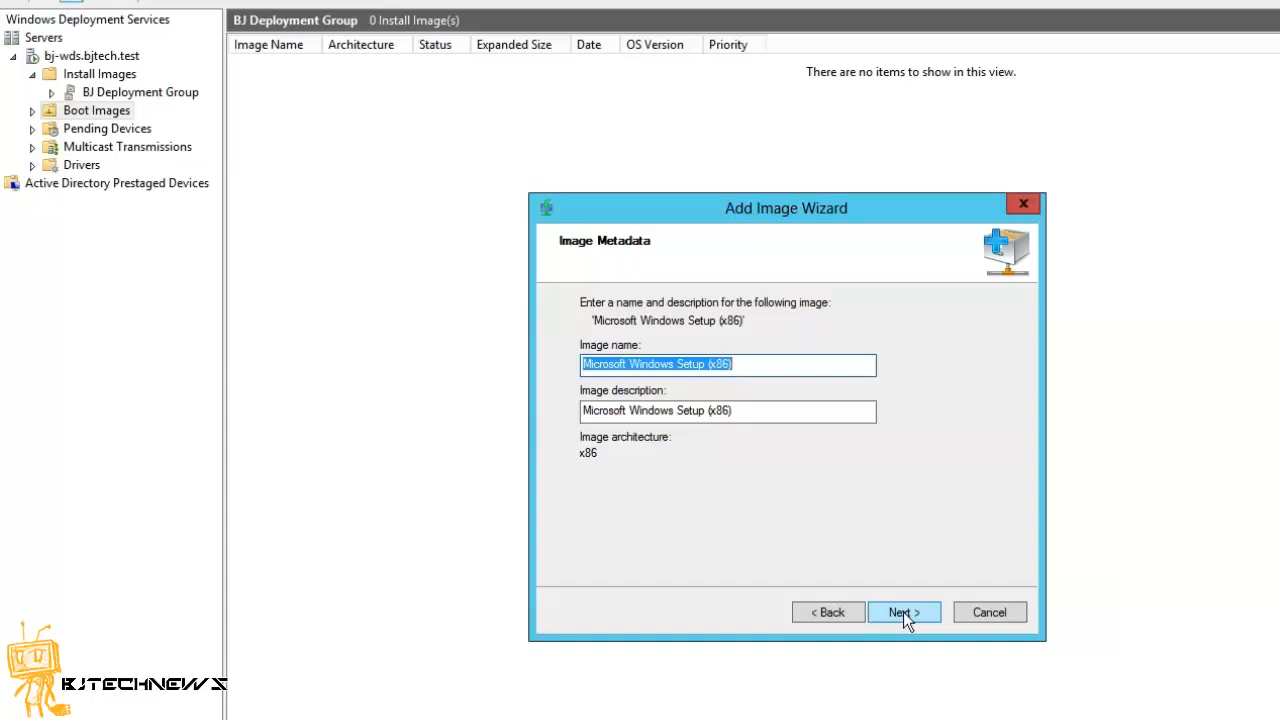 Windows Deployment Services
Servers
bj-wds.bjtech.test
Install Images
BJ Deployment Group
Boot Images
Pending Devices
Multicast Transmissions
Drivers
Active Directory Prestaged Devices
BJ Deployment Group 0 Install Image(s)
Image Name Architecture Status Expanded Size Date OS Version Priority
There are no items to show in this view.
Add Image Wizard
x
Image Metadata
Enter a name and description for the following image:
'Microsoft Windows Setup (x86)'
Image name:
Microsoft Windows Setup (x86)
Image description:
Microsoft Windows Setup (x86)
Image architecture:
x86
< Back Next > Cancel
BJTECHNEWS